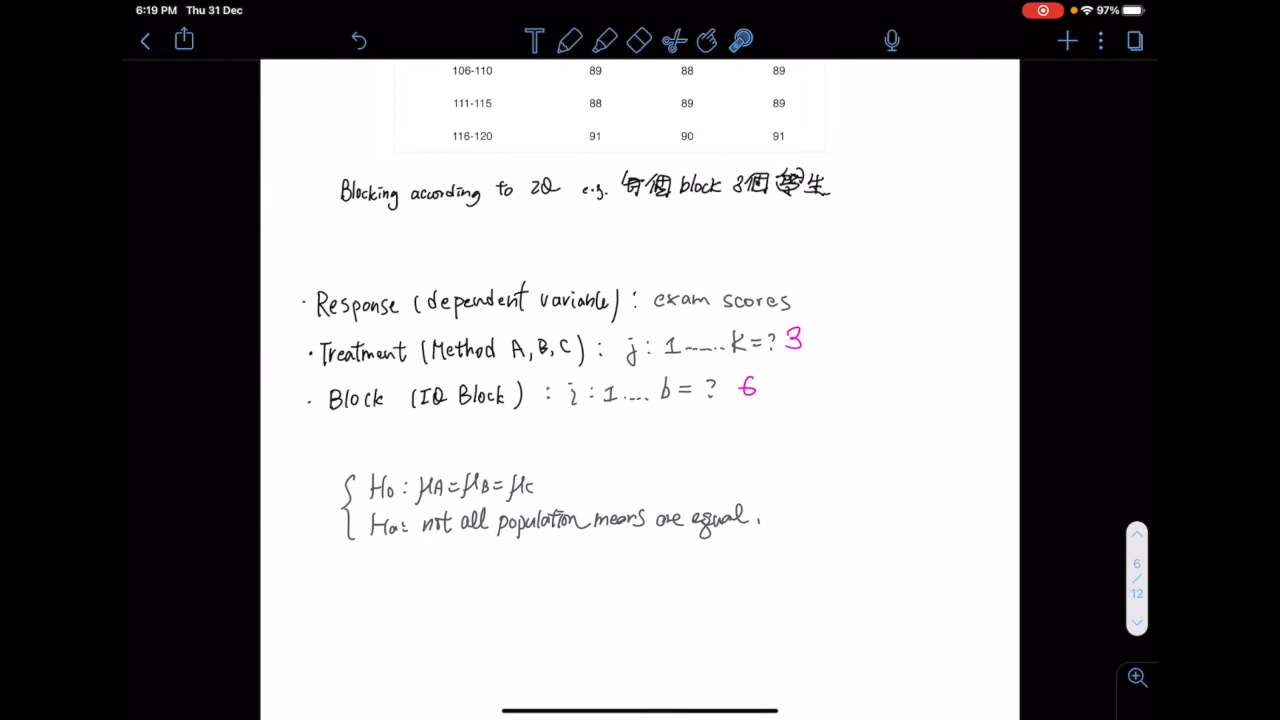 6:19 PM Thu 31 Dec
97%
106-110 89 88 89
111-115 88 89 89
116-120 91 90 91
Blocking according to IQ e.g. 每個 block 3個學生
· Response (dependent variable) : exam scores
· Treatment (Method A, B, C) : j : 1 ...... k = ? 3
· Block (IQ Block) : i : 1 .... b = ? 6
H0 : μA = μB = μC
Ha: not all population means are equal.
6
/
12